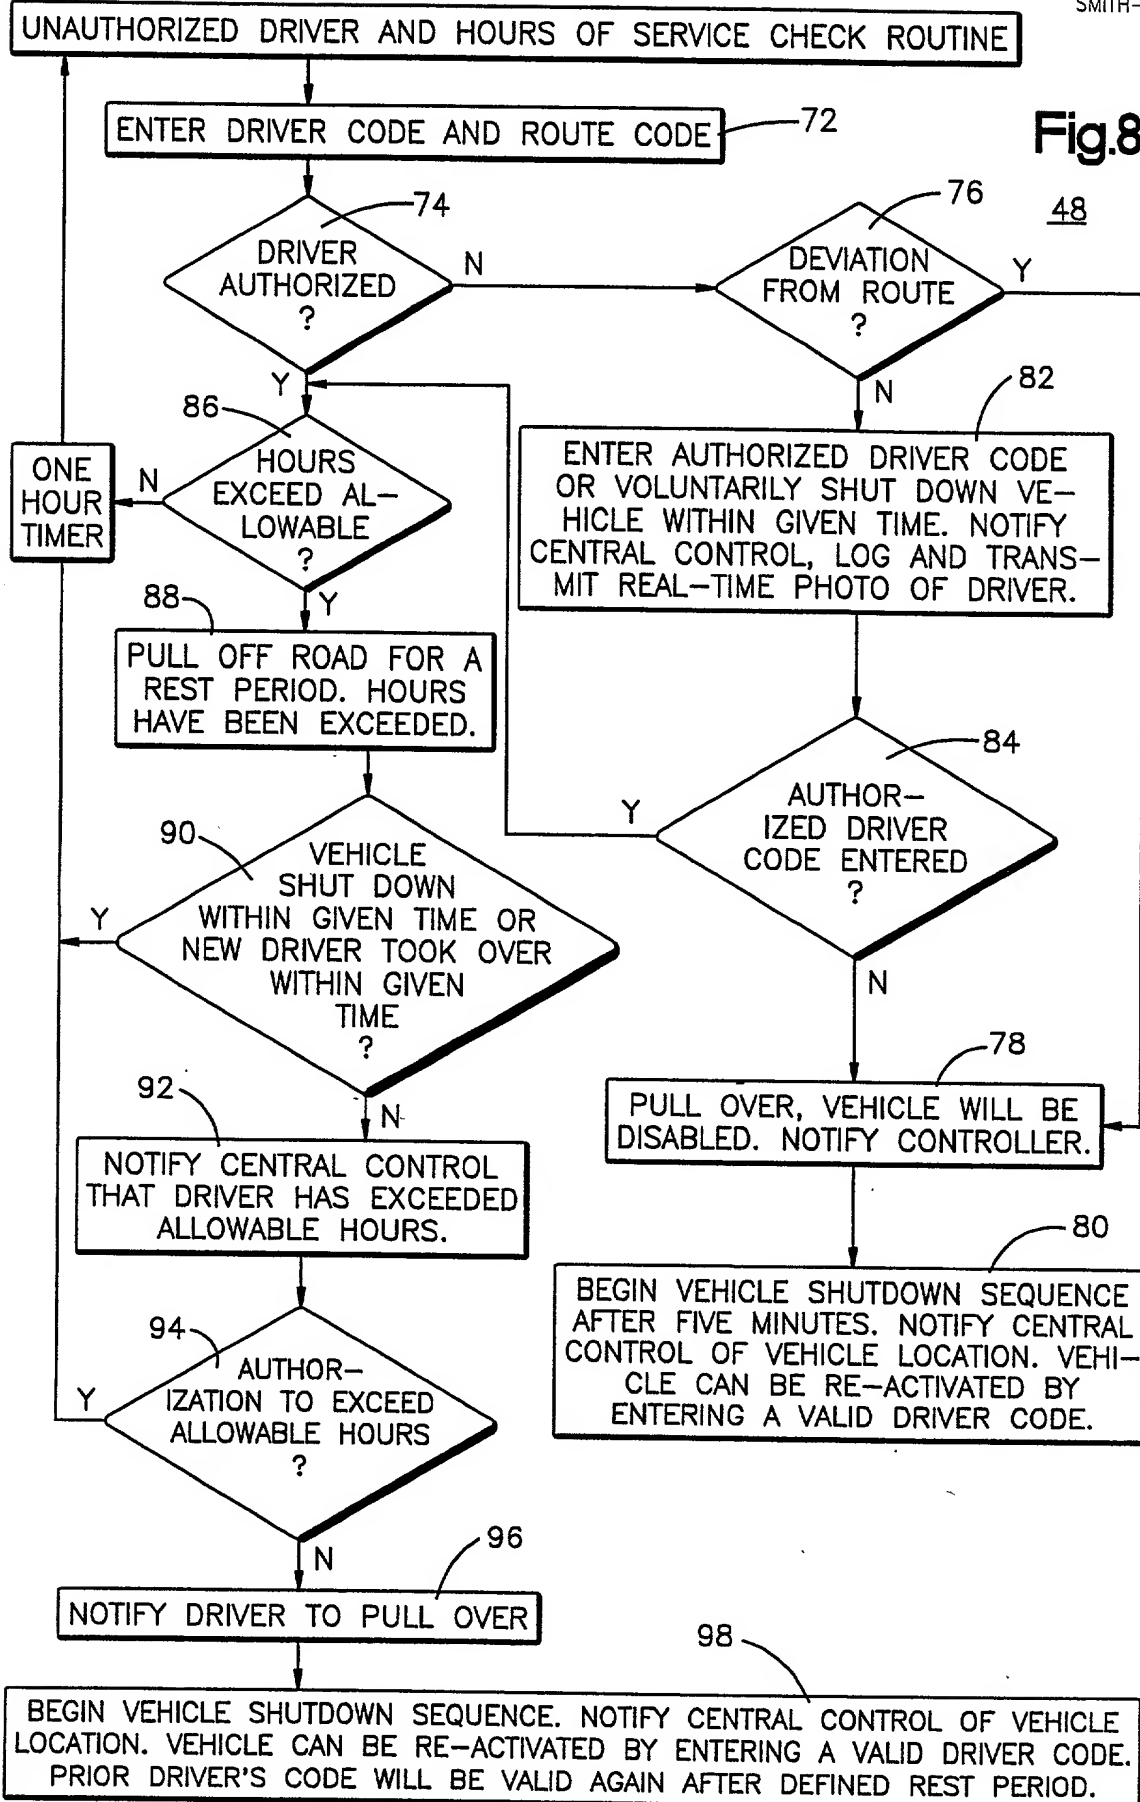 SMITH-
UNAUTHORIZED DRIVER AND HOURS OF SERVICE CHECK ROUTINE
ENTER DRIVER CODE AND ROUTE CODE
72
Fig.8
48
74
DRIVER
AUTHORIZED
?
N
76
DEVIATION
FROM ROUTE
?
Y
N
Y
82
ENTER AUTHORIZED DRIVER CODE
OR VOLUNTARILY SHUT DOWN VE-
HICLE WITHIN GIVEN TIME. NOTIFY
CENTRAL CONTROL, LOG AND TRANS-
MIT REAL-TIME PHOTO OF DRIVER.
86
HOURS
EXCEED AL-
LOWABLE
?
N
ONE
HOUR
TIMER
Y
88
PULL OFF ROAD FOR A
REST PERIOD. HOURS
HAVE BEEN EXCEEDED.
84
AUTHOR-
IZED DRIVER
CODE ENTERED
?
Y
N
90
VEHICLE
SHUT DOWN
WITHIN GIVEN TIME OR
NEW DRIVER TOOK OVER
WITHIN GIVEN
TIME
?
Y
N
78
PULL OVER, VEHICLE WILL BE
DISABLED. NOTIFY CONTROLLER.
92
NOTIFY CENTRAL CONTROL
THAT DRIVER HAS EXCEEDED
ALLOWABLE HOURS.
80
BEGIN VEHICLE SHUTDOWN SEQUENCE
AFTER FIVE MINUTES. NOTIFY CENTRAL
CONTROL OF VEHICLE LOCATION. VEHI-
CLE CAN BE RE-ACTIVATED BY
ENTERING A VALID DRIVER CODE.
94
AUTHOR-
IZATION TO EXCEED
ALLOWABLE HOURS
?
Y
N
96
NOTIFY DRIVER TO PULL OVER
98
BEGIN VEHICLE SHUTDOWN SEQUENCE. NOTIFY CENTRAL CONTROL OF VEHICLE
LOCATION. VEHICLE CAN BE RE-ACTIVATED BY ENTERING A VALID DRIVER CODE.
PRIOR DRIVER'S CODE WILL BE VALID AGAIN AFTER DEFINED REST PERIOD.